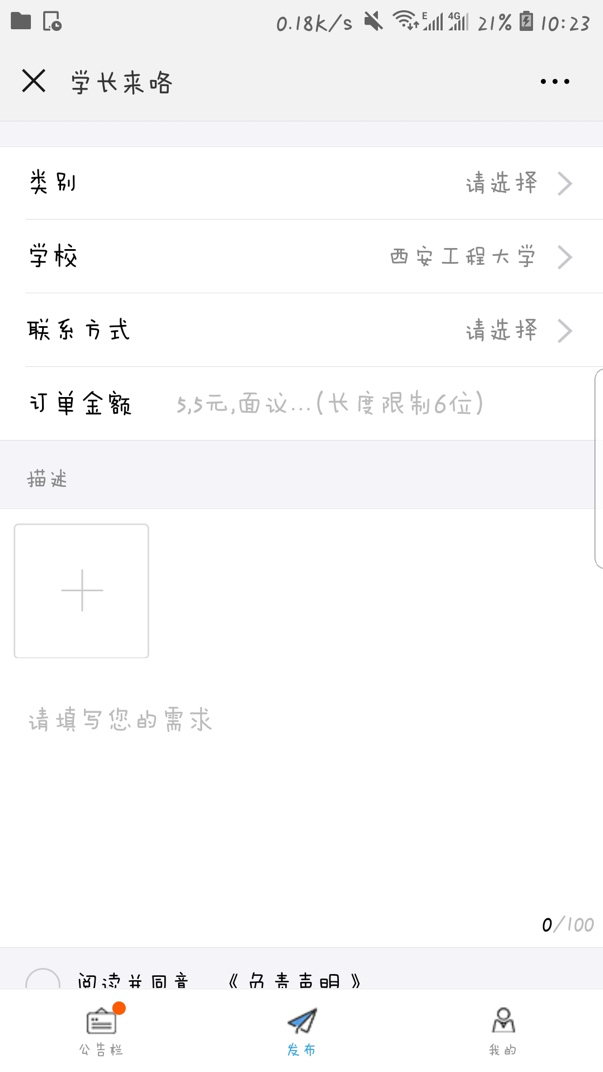 0.18k/s E 4G 21% 10:23
学长来咯
类别 请选择
学校 西安工程大学
联系方式 请选择
订单金额 5,5元,面议...(长度限制6位)
描述
请填写您的需求
0/100
阅读并同意 《负责声明》
公告栏 发布 我的